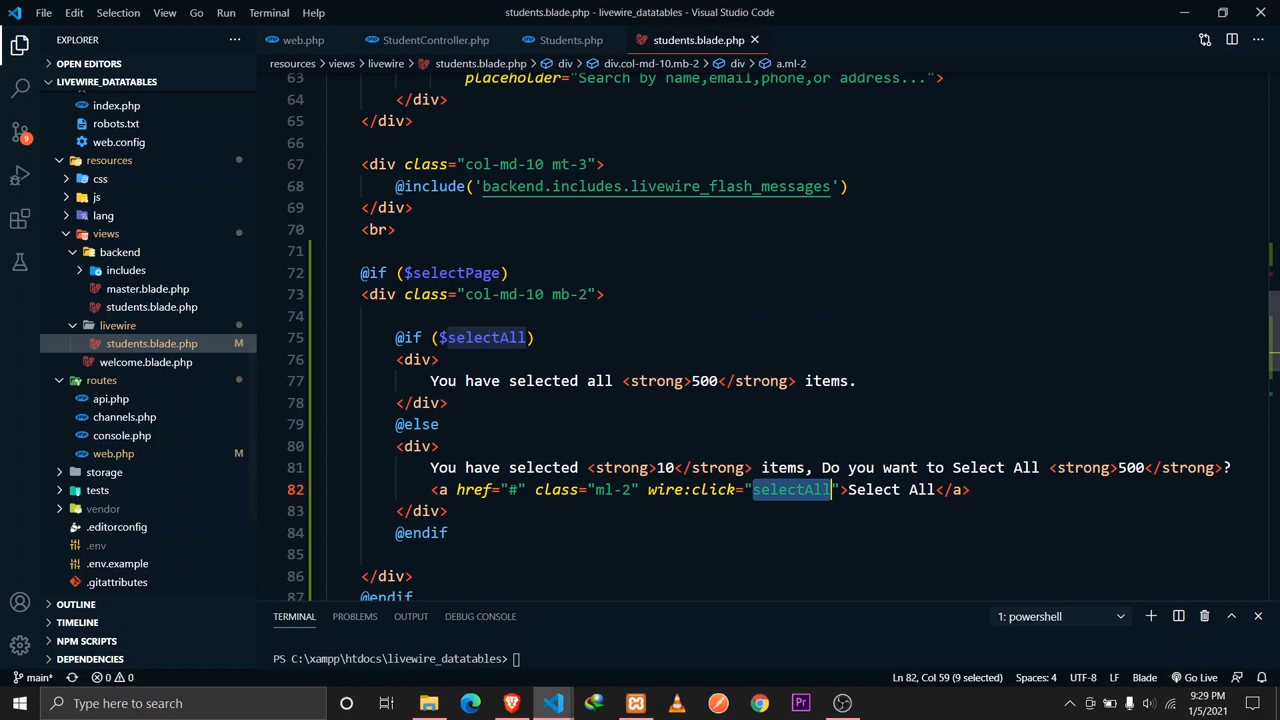 File Edit Selection View Go Run Terminal Help
students.blade.php - livewire_datatables - Visual Studio Code
EXPLORER
web.php StudentController.php Students.php students.blade.php
resources > views > livewire > students.blade.php > div > div.col-md-10.mb-2 > div > a.ml-2
OPEN EDITORS
LIVEWIRE_DATATABLES
index.php
robots.txt
web.config
resources
css
js
lang
views
backend
includes
master.blade.php
students.blade.php
livewire
students.blade.php M
welcome.blade.php
routes
api.php
channels.php
console.php
web.php M
storage
tests
vendor
.editorconfig
.env
.env.example
.gitattributes
OUTLINE
TIMELINE
NPM SCRIPTS
DEPENDENCIES
63 placeholder="Search by name,email,phone,or address...">
64 </div>
65 </div>
66
67 <div class="col-md-10 mt-3">
68 @include('backend.includes.livewire_flash_messages')
69 </div>
70 <br>
71
72 @if ($selectPage)
73 <div class="col-md-10 mb-2">
74
75 @if ($selectAll)
76 <div>
77 You have selected all <strong>500</strong> items.
78 </div>
79 @else
80 <div>
81 You have selected <strong>10</strong> items, Do you want to Select All <strong>500</strong>?
82 <a href="#" class="ml-2" wire:click="selectAll">Select All</a>
83 </div>
84 @endif
85
86 </div>
87 @endif
TERMINAL PROBLEMS OUTPUT DEBUG CONSOLE
1: powershell
PS C:\xampp\htdocs\livewire_datatables>
main* 0 0
Ln 82, Col 59 (9 selected) Spaces: 4 UTF-8 LF Blade Go Live
Type here to search
9:29 PM
1/5/2021